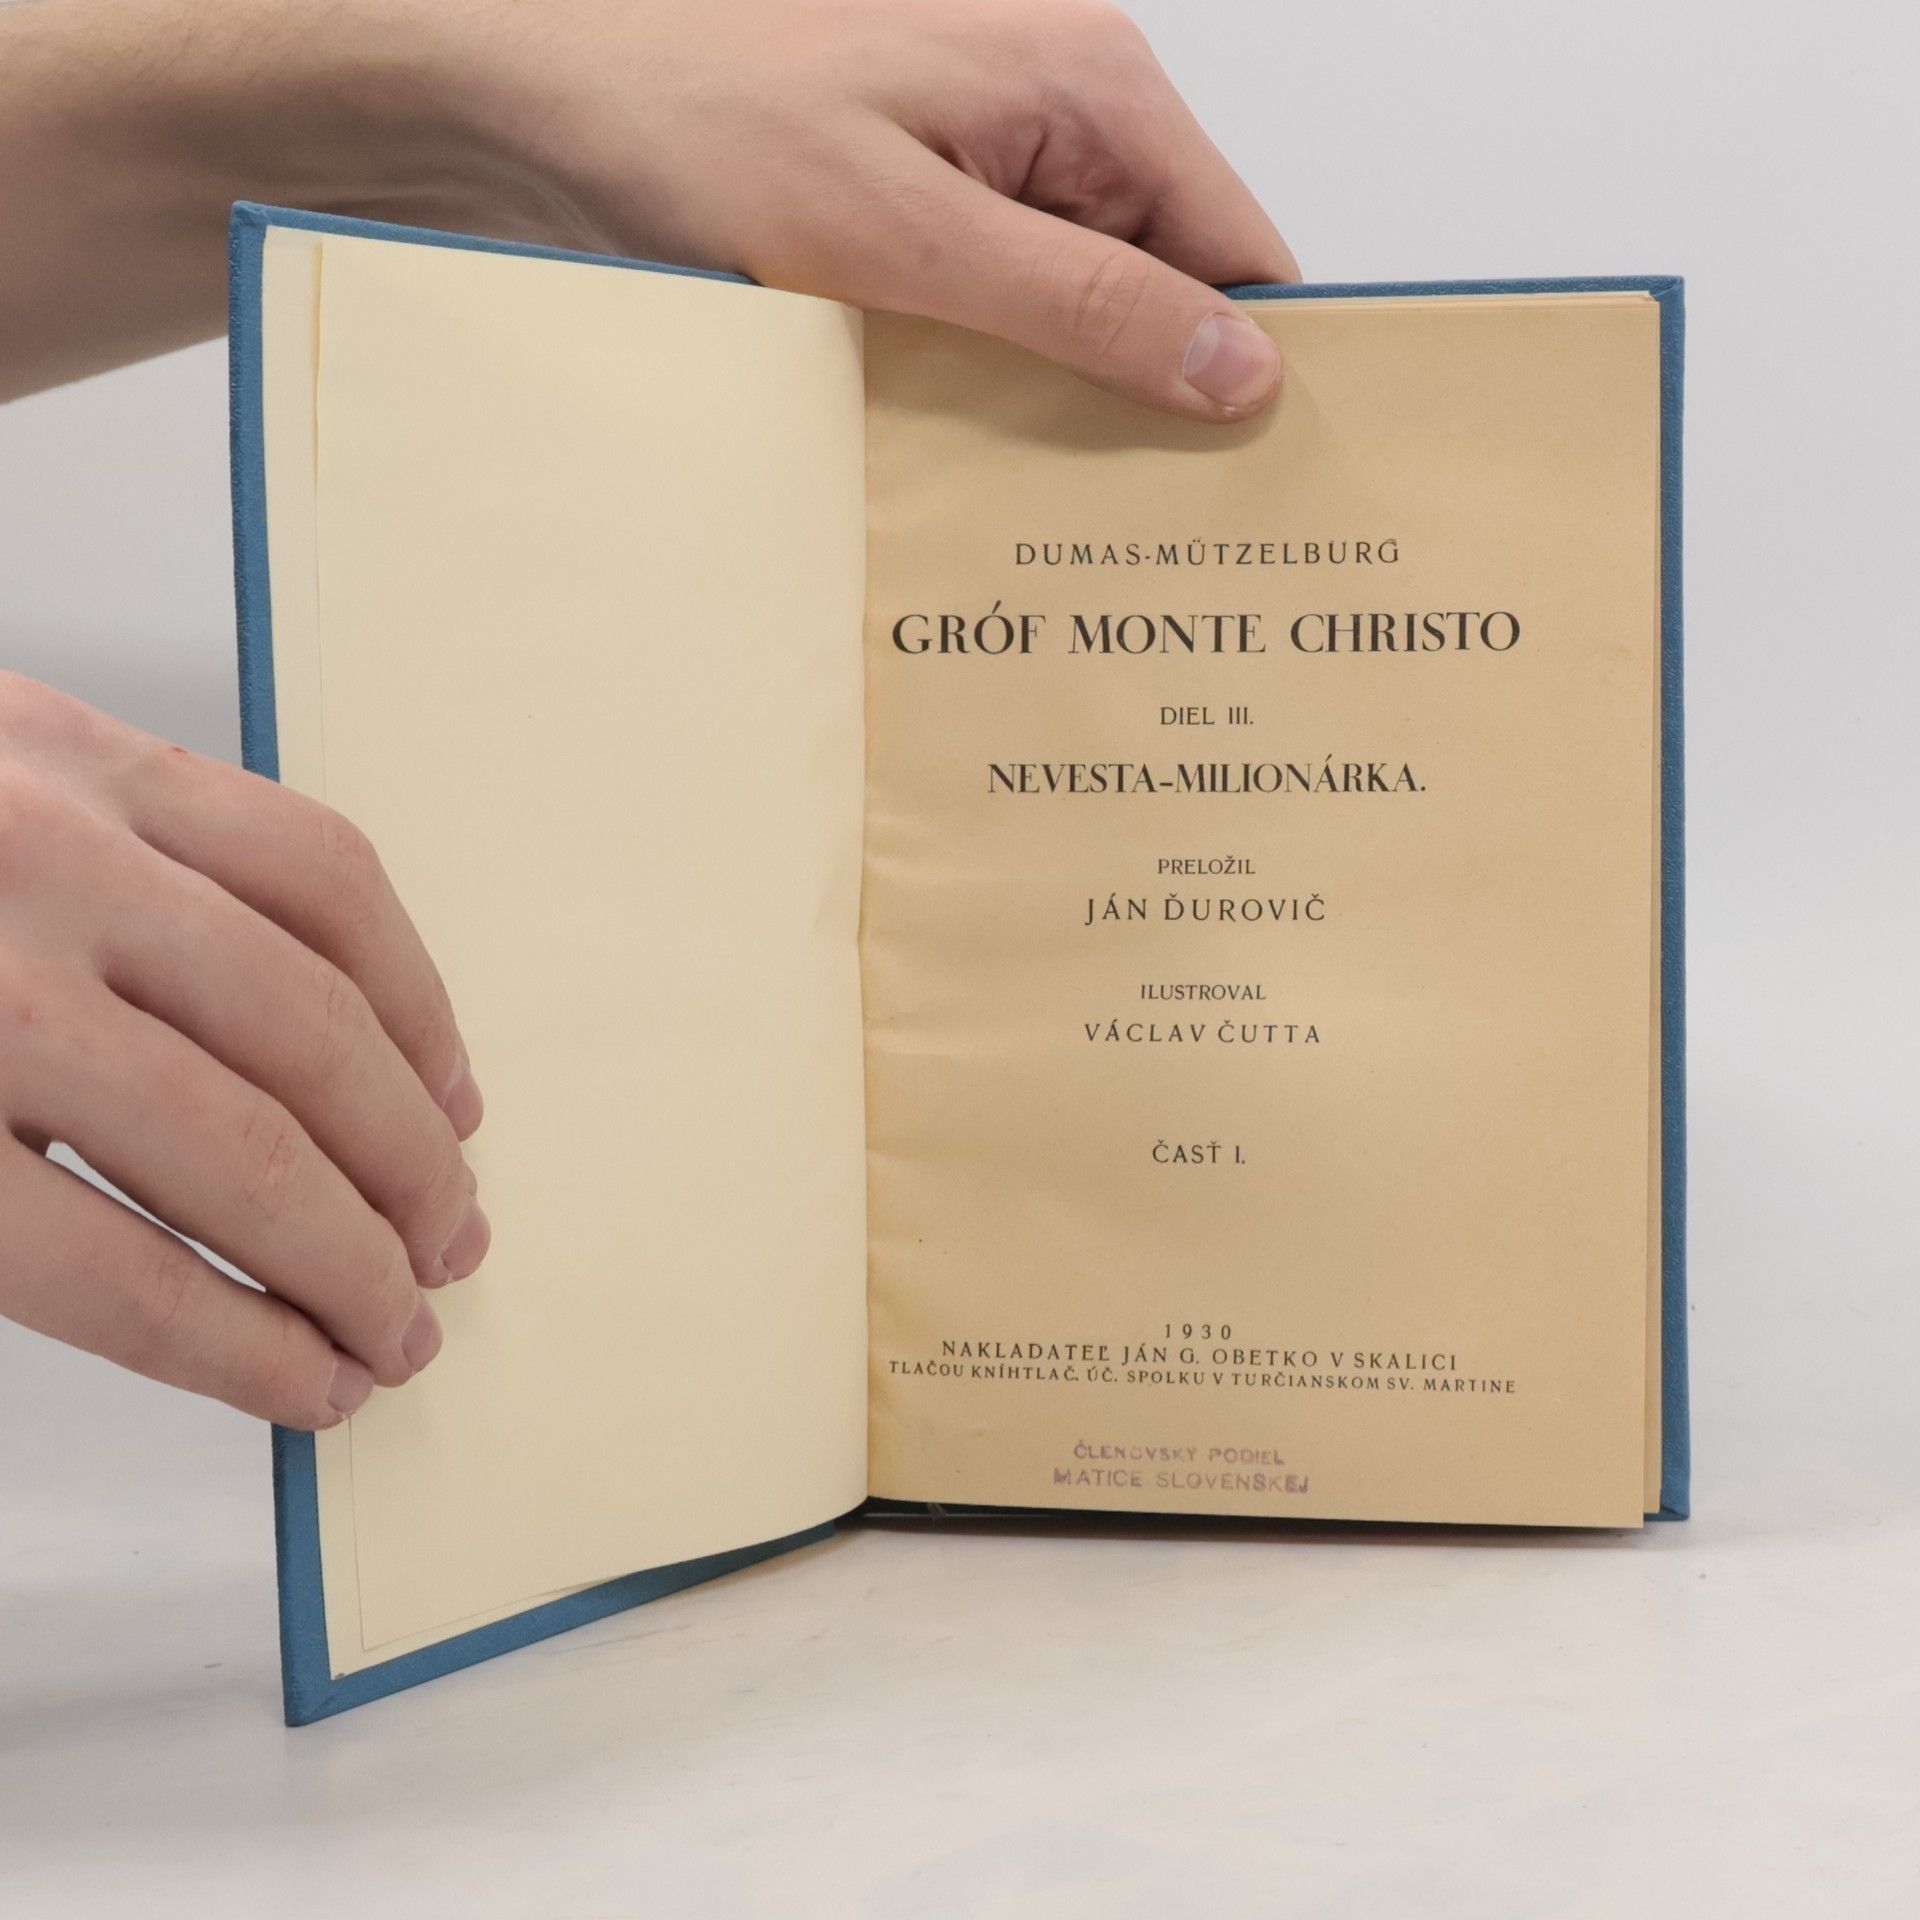 DUMAS-MÜTZELBURG
GRÓF MONTE CHRISTO
DIEL III.
NEVESTA-MILIONÁRKA.
PRELOŽIL
JÁN ĎUROVIČ
ILUSTROVAL
VÁCLAV ČUTTA
ČASŤ I.
1930
NAKLADATEĽ JÁN G. OBETKO V SKALICI
TLAČOU KNÍHTLAČ. ÚČ. SPOLKU V TURČIANSKOM SV. MARTINE
ČLENOVSKÝ PODIEL
MATICE SLOVENSKEJ